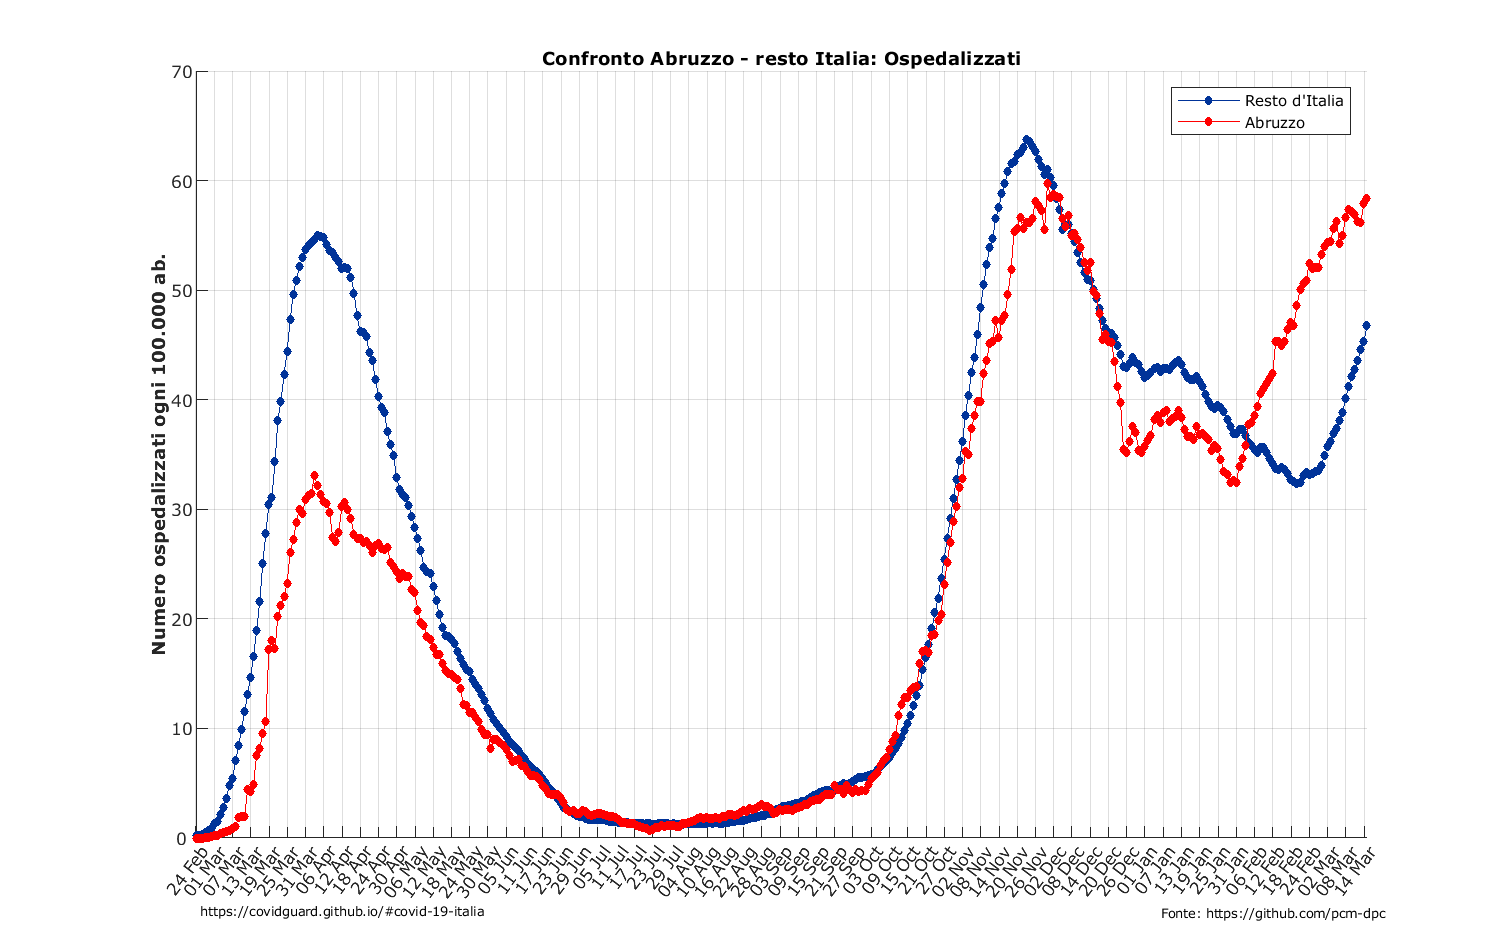 Confronto Abruzzo - resto Italia: Ospedalizzati
Numero ospedalizzati ogni 100.000 ab.
70
60
50
40
30
20
10
0
Resto d'Italia
Abruzzo
24 Feb
01 Mar
07 Mar
13 Mar
19 Mar
25 Mar
31 Mar
06 Apr
12 Apr
18 Apr
24 Apr
30 Apr
06 May
12 May
18 May
24 May
30 May
05 Jun
11 Jun
17 Jun
23 Jun
29 Jun
05 Jul
11 Jul
17 Jul
23 Jul
29 Jul
04 Aug
10 Aug
16 Aug
22 Aug
28 Aug
03 Sep
09 Sep
15 Sep
21 Sep
27 Sep
03 Oct
09 Oct
15 Oct
21 Oct
27 Oct
02 Nov
08 Nov
14 Nov
20 Nov
26 Nov
02 Dec
08 Dec
14 Dec
20 Dec
26 Dec
01 Jan
07 Jan
13 Jan
19 Jan
25 Jan
31 Jan
06 Feb
12 Feb
18 Feb
24 Feb
02 Mar
08 Mar
14 Mar
https://covidguard.github.io/#covid-19-italia
Fonte: https://github.com/pcm-dpc